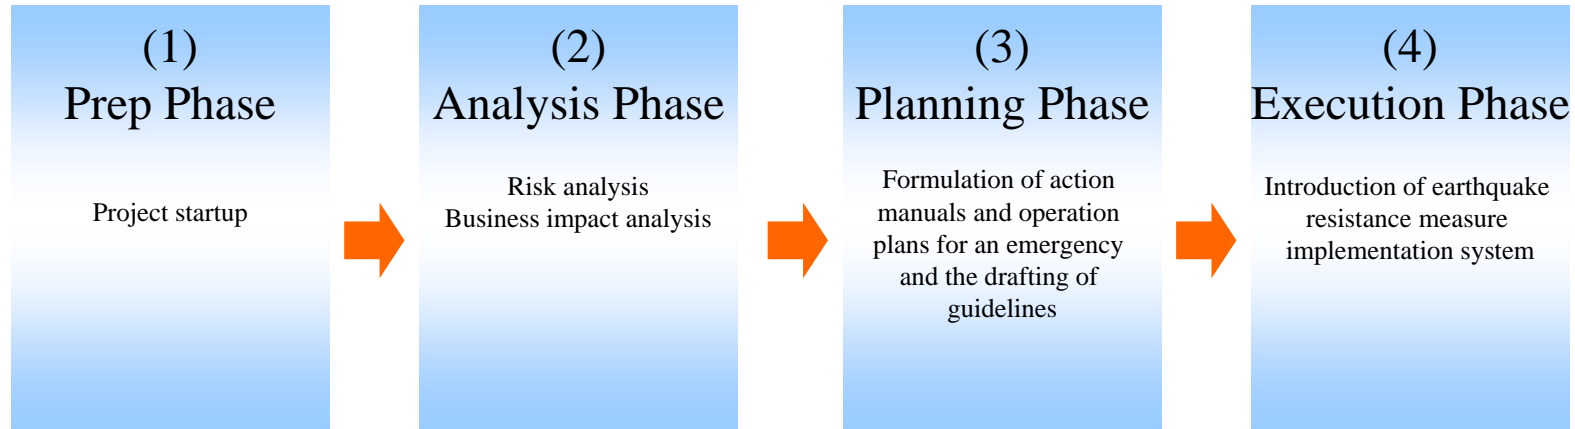 (1)
Prep Phase
Project startup
(2)
Analysis Phase
Risk analysis
Business impact analysis
(3)
Planning Phase
Formulation of action
manuals and operation
plans for an emergency
and the drafting of
guidelines
(4)
Execution Phase
Introduction of earthquake
resistance measure
implementation system